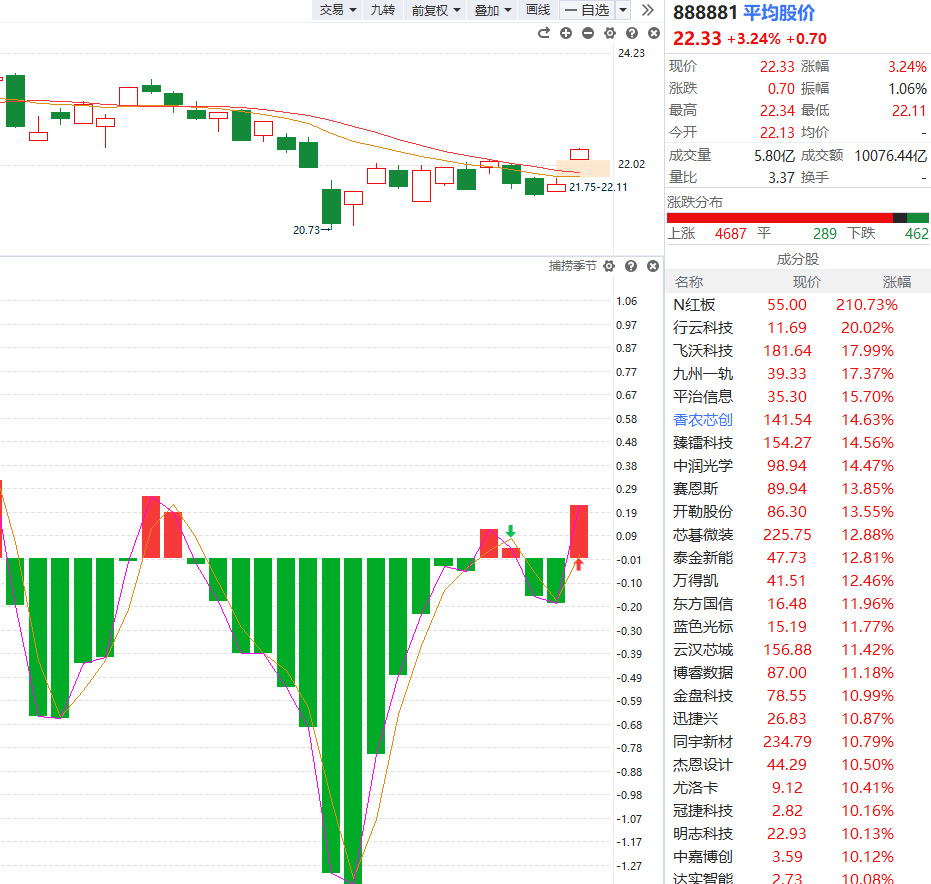 交易 九转 前复权 叠加 画线 一自选
24.23
22.02
21.75-22.11
20.73
捕捞季节
1.06
0.97
0.87
0.77
0.67
0.58
0.48
0.38
0.29
0.19
0.09
-0.01
-0.10
-0.20
-0.30
-0.39
-0.49
-0.59
-0.68
-0.78
-0.88
-0.98
-1.07
-1.17
-1.27
888881 平均股价
22.33 +3.24% +0.70
现价 22.33 涨幅 3.24%
涨跌 0.70 振幅 1.06%
最高 22.34 最低 22.11
今开 22.13 均价 -
成交量 5.80亿 成交额 10076.44亿
量比 3.37 换手 -
涨跌分布
上涨 4687 平 289 下跌 462
成分股
名称 现价 涨幅
N红板 55.00 210.73%
行云科技 11.69 20.02%
飞沃科技 181.64 17.99%
九州一轨 39.33 17.37%
平治信息 35.30 15.70%
香农芯创 141.54 14.63%
臻镭科技 154.27 14.56%
中润光学 98.94 14.47%
赛恩斯 89.94 13.85%
开勒股份 86.30 13.55%
芯碁微装 225.75 12.88%
泰金新能 47.73 12.81%
万得凯 41.51 12.46%
东方国信 16.48 11.96%
蓝色光标 15.19 11.77%
云汉芯城 156.88 11.42%
博睿数据 87.00 11.18%
金盘科技 78.55 10.99%
迅捷兴 26.83 10.87%
同宇新材 234.79 10.79%
杰恩设计 44.29 10.50%
尤洛卡 9.12 10.41%
冠捷科技 2.82 10.16%
明志科技 22.93 10.13%
中嘉博创 3.59 10.12%
达实智能 2.73 10.08%